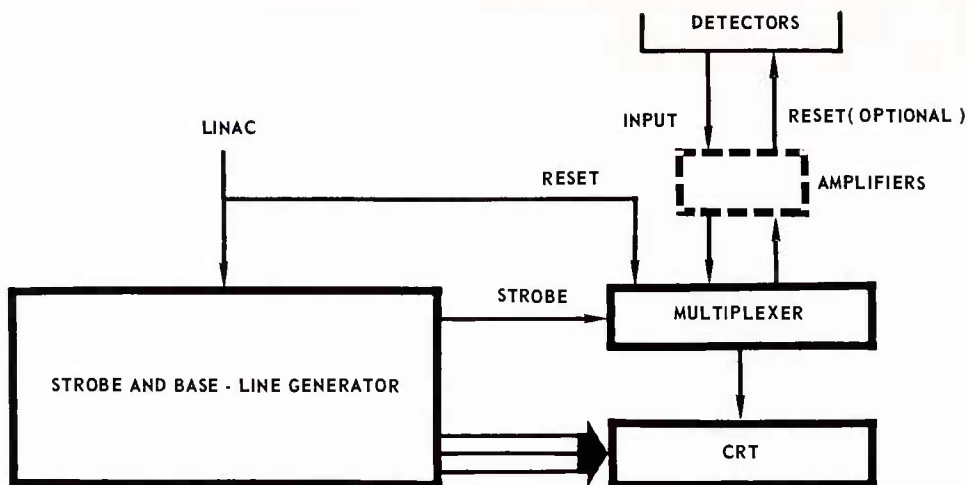 DETECTORS
INPUT
RESET( OPTIONAL )
LINAC
RESET
AMPLIFIERS
STROBE
MULTIPLEXER
STROBE AND BASE - LINE GENERATOR
CRT